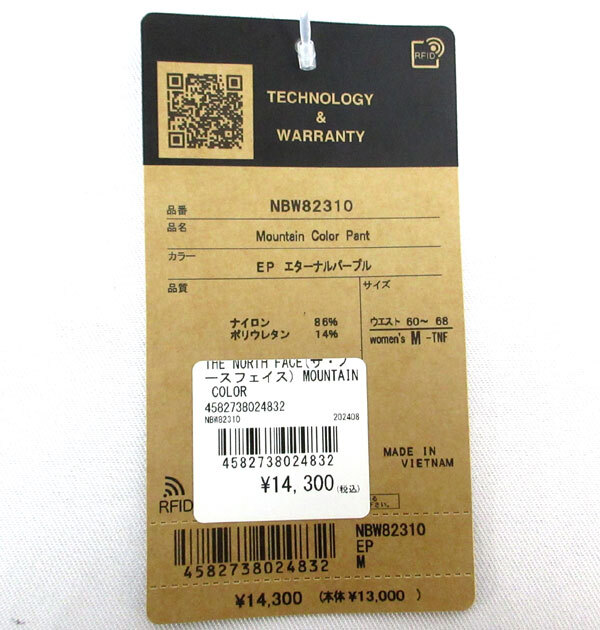 RFID
TECHNOLOGY
&
WARRANTY
品番 NBW82310
品名 Mountain Color Pant
カラー EP エターナルパープル
品質
ナイロン 86%
ポリウレタン 14%
サイズ
ウエスト 60～ 68
women's M -TNF
THE NORTH FACE(ザ・ノ
ースフェイス) MOUNTAIN
COLOR
4582738024832
NBW82310 202408
4582738024832
¥14,300(税込)
MADE IN
VIETNAM
RFID
NBW82310
EP
M
4582738024832
¥14,300 (本体 ¥13,000 )